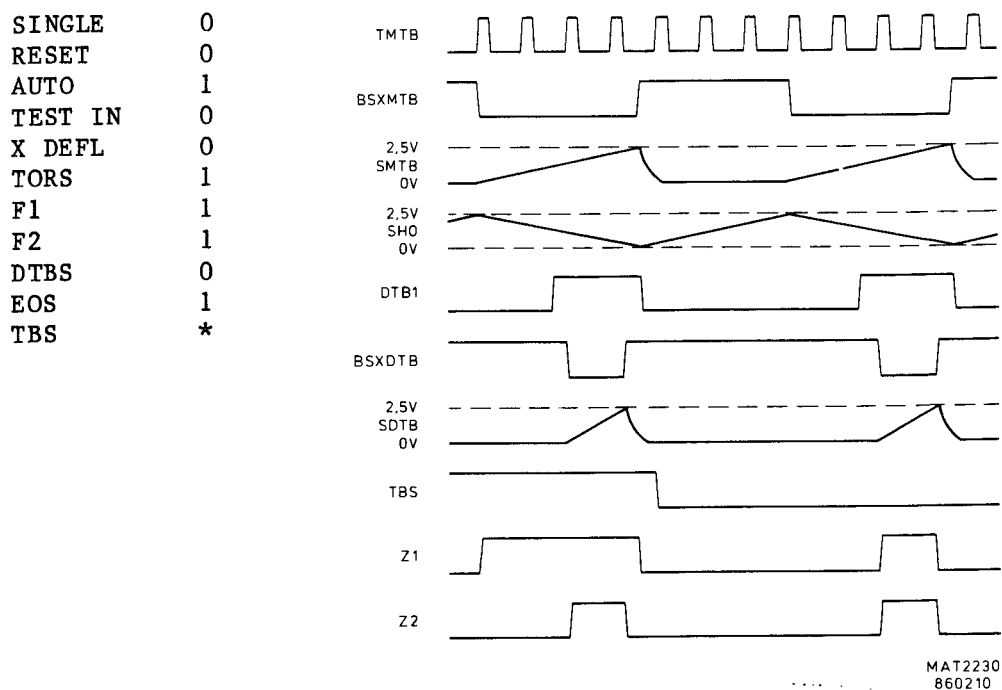 SINGLE 0
RESET 0
AUTO 1
TEST IN 0
X DEFL 0
TORS 1
F1 1
F2 1
DTBS 0
EOS 1
TBS *
TMTB
BSXMTB
2,5V
SMTB
0V
2,5V
SHO
0V
DTB1
BSXDTB
2,5V
SDTB
0V
TBS
Z1
Z2
MAT2230
860210